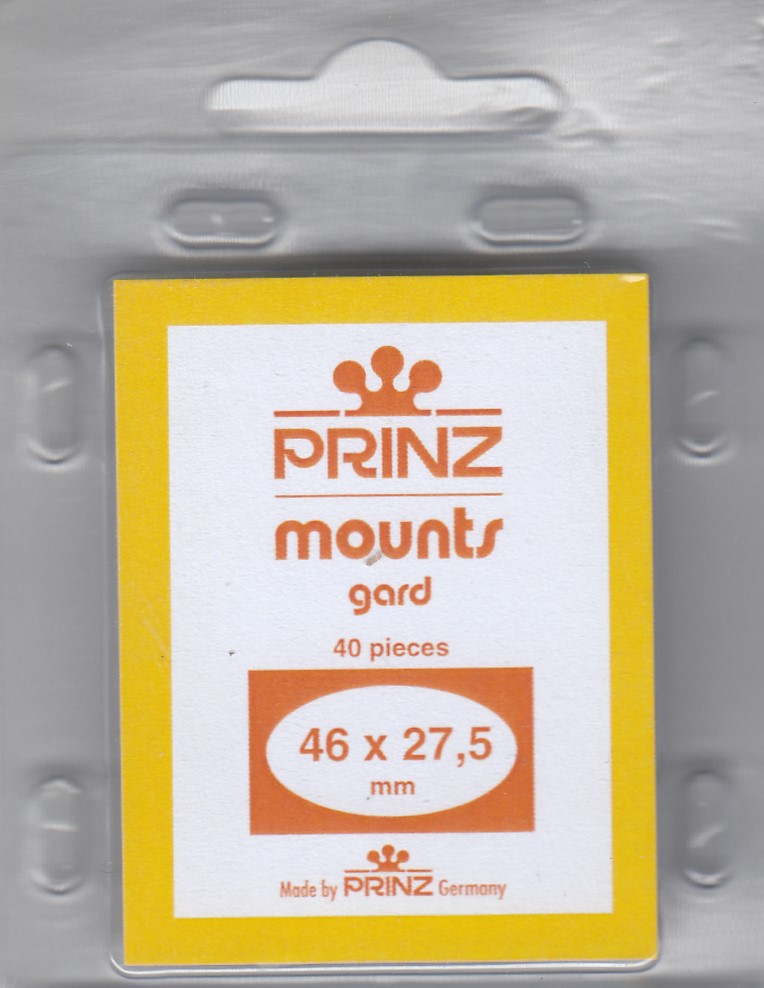 PRINZ
mounts
gard
40 pieces
46 x 27,5
mm
Made by PRINZ Germany